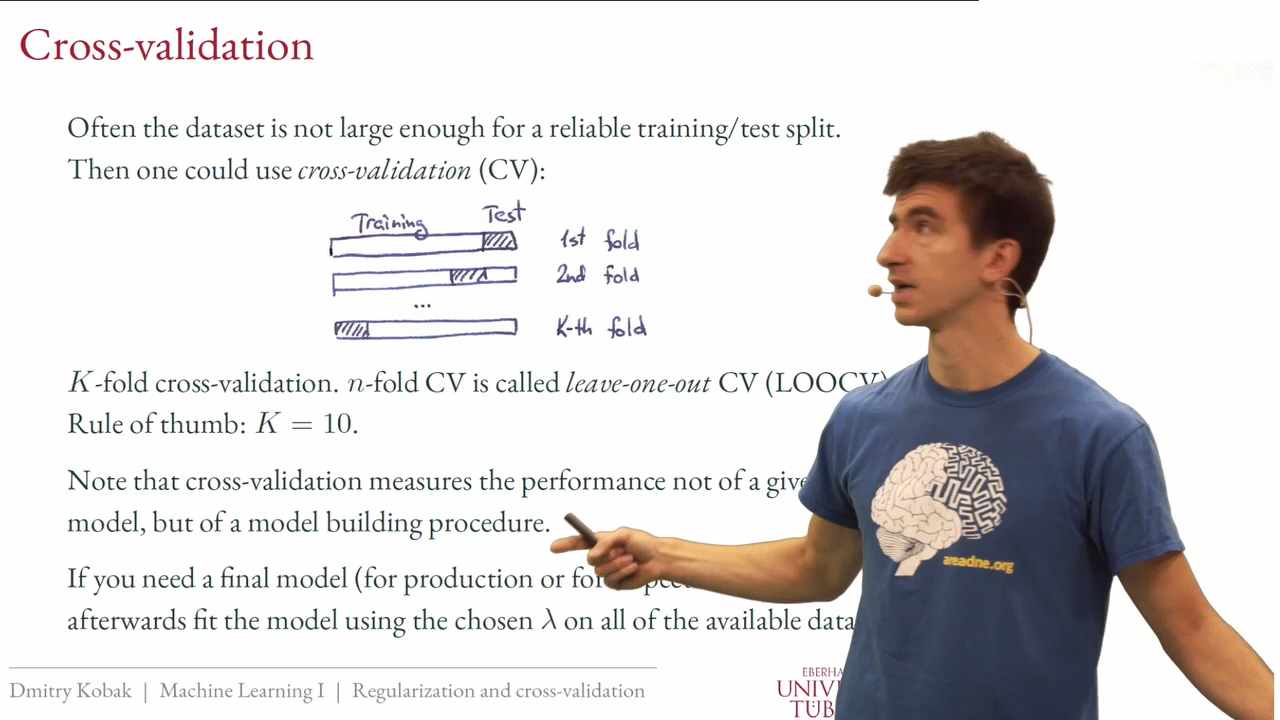 Cross-validation
Often the dataset is not large enough for a reliable training/test split.
Then one could use cross-validation (CV):
Training Test
1st fold
2nd fold
...
K-th fold
K-fold cross-validation. n-fold CV is called leave-one-out CV (LOOCV)
Rule of thumb: K = 10.
Note that cross-validation measures the performance not of a give
model, but of a model building procedure.
If you need a final model (for production or for
afterwards fit the model using the chosen λ on all of the available data
Dmitry Kobak | Machine Learning I | Regularization and cross-validation
EBERHA
UNIV
TÜB
areadne.org